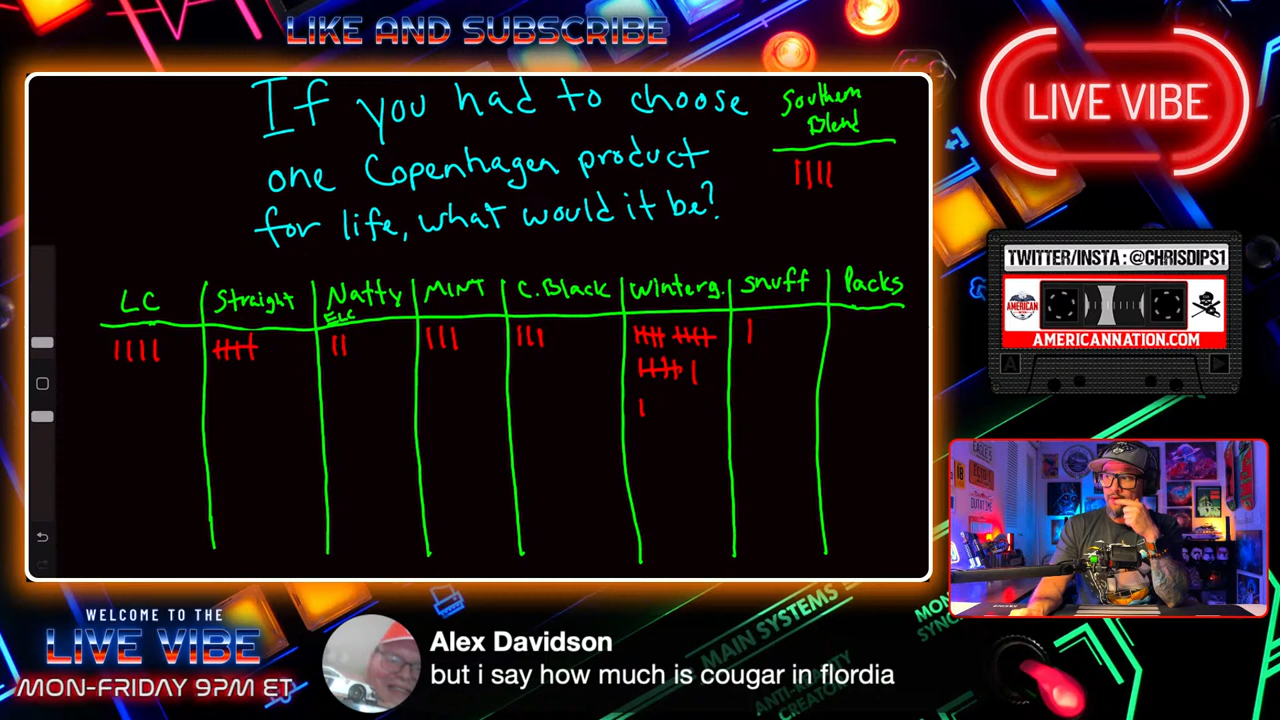 LIKE AND SUBSCRIBE
If you had to choose
one Copenhagen product
for life, what would it be?
Southern
Blend
LC
Straight
Natty
ELC
MINT
C Black
Winterg.
snuff
Packs
LIVE VIBE
TWITTER/INSTA : @CHRISDIPS1
AMERICAN
AMERICANNATION.COM
A
WELCOME TO THE
LIVE VIBE
MON-FRIDAY 9PM ET
Alex Davidson
but i say how much is cougar in flordia
MAIN SYSTEMS